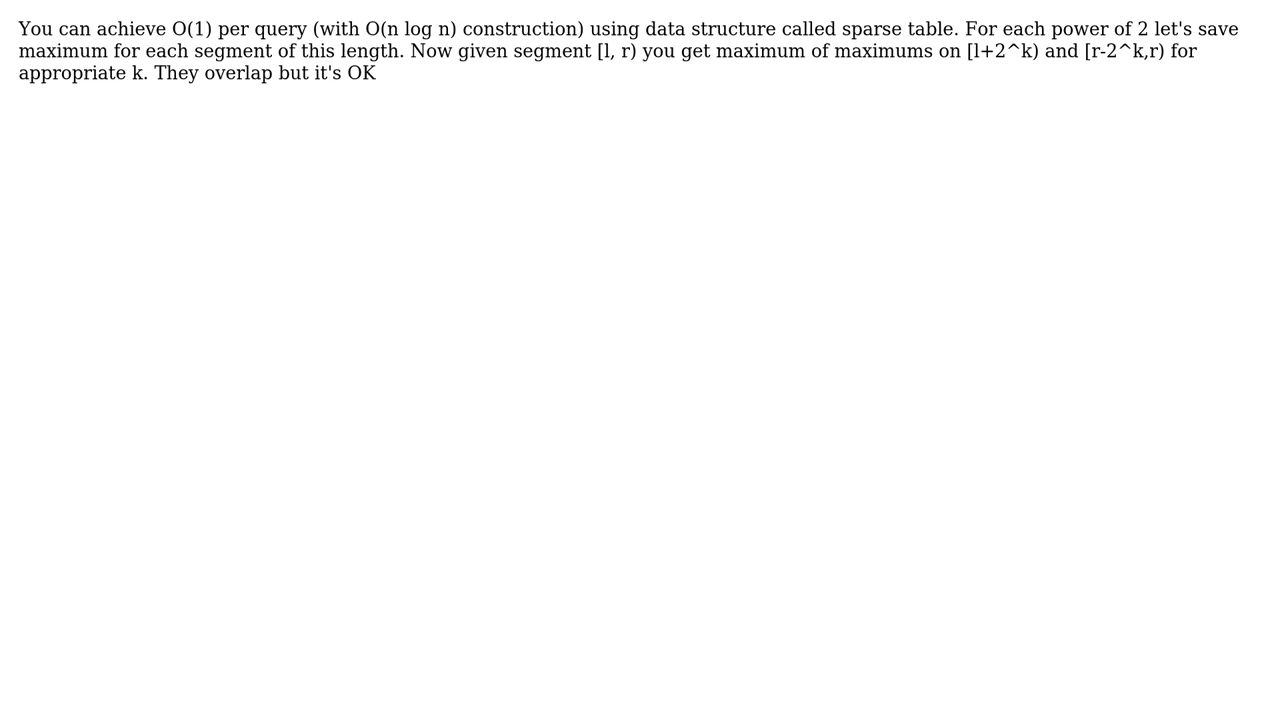 You can achieve O(1) per query (with O(n log n) construction) using data structure called sparse table. For each power of 2 let's save
maximum for each segment of this length. Now given segment [l, r) you get maximum of maximums on [l+2^k) and [r-2^k,r) for
appropriate k. They overlap but it's OK